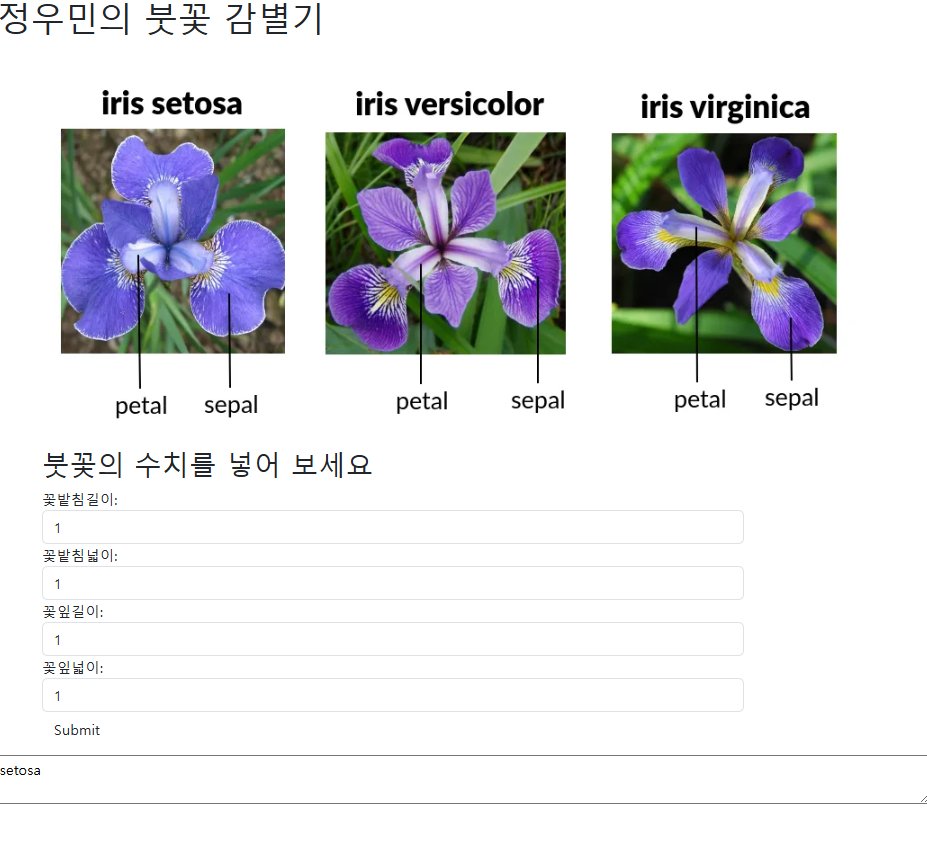 정우민의 붓꽃 감별기
iris setosa
iris versicolor
iris virginica
petal
sepal
petal
sepal
petal
sepal
붓꽃의 수치를 넣어 보세요
꽃밭침길이:
1
꽃밭침넓이:
1
꽃잎길이:
1
꽃잎넓이:
1
Submit
setosa